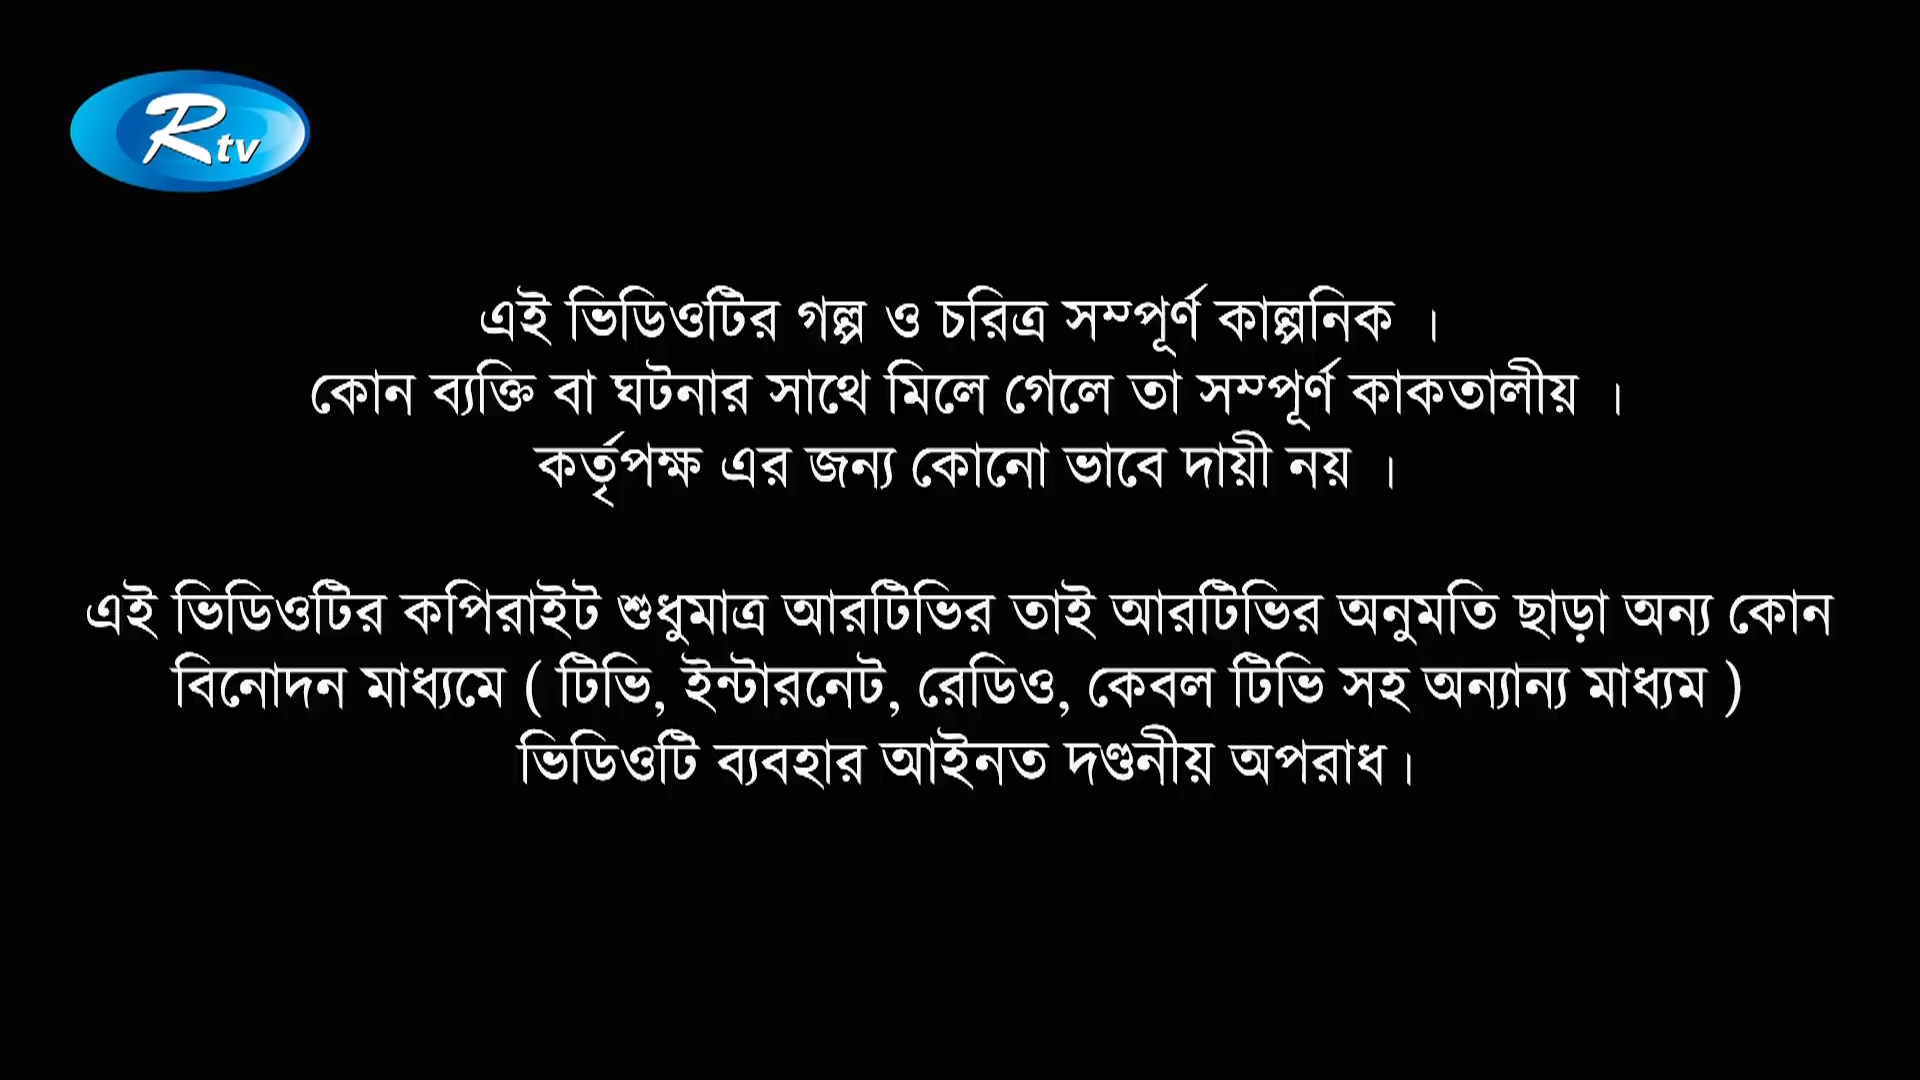 Rtv
এই ভিডিওটির গল্প ও চরিত্র সম্পূর্ণ কাল্পনিক ।
কোন ব্যক্তি বা ঘটনার সাথে মিলে গেলে তা সম্পূর্ণ কাকতালীয় ।
কর্তৃপক্ষ এর জন্য কোনো ভাবে দায়ী নয় ।
এই ভিডিওটির কপিরাইট শুধুমাত্র আরটিভির তাই আরটিভির অনুমতি ছাড়া অন্য কোন
বিনোদন মাধ্যমে ( টিভি, ইন্টারনেট, রেডিও, কেবল টিভি সহ অন্যান্য মাধ্যম )
ভিডিওটি ব্যবহার আইনত দণ্ডনীয় অপরাধ।